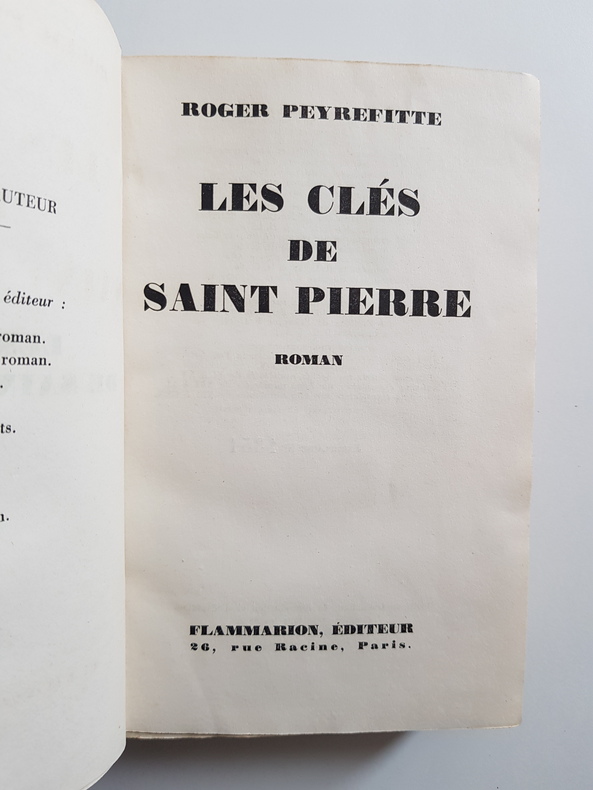 UTEUR
éditeur :
roman.
roman.
ts.
ROGER PEYREFITTE
LES CLÉS
DE
SAINT PIERRE
ROMAN
FLAMMARION, ÉDITEUR
26, rue Racine, Paris.